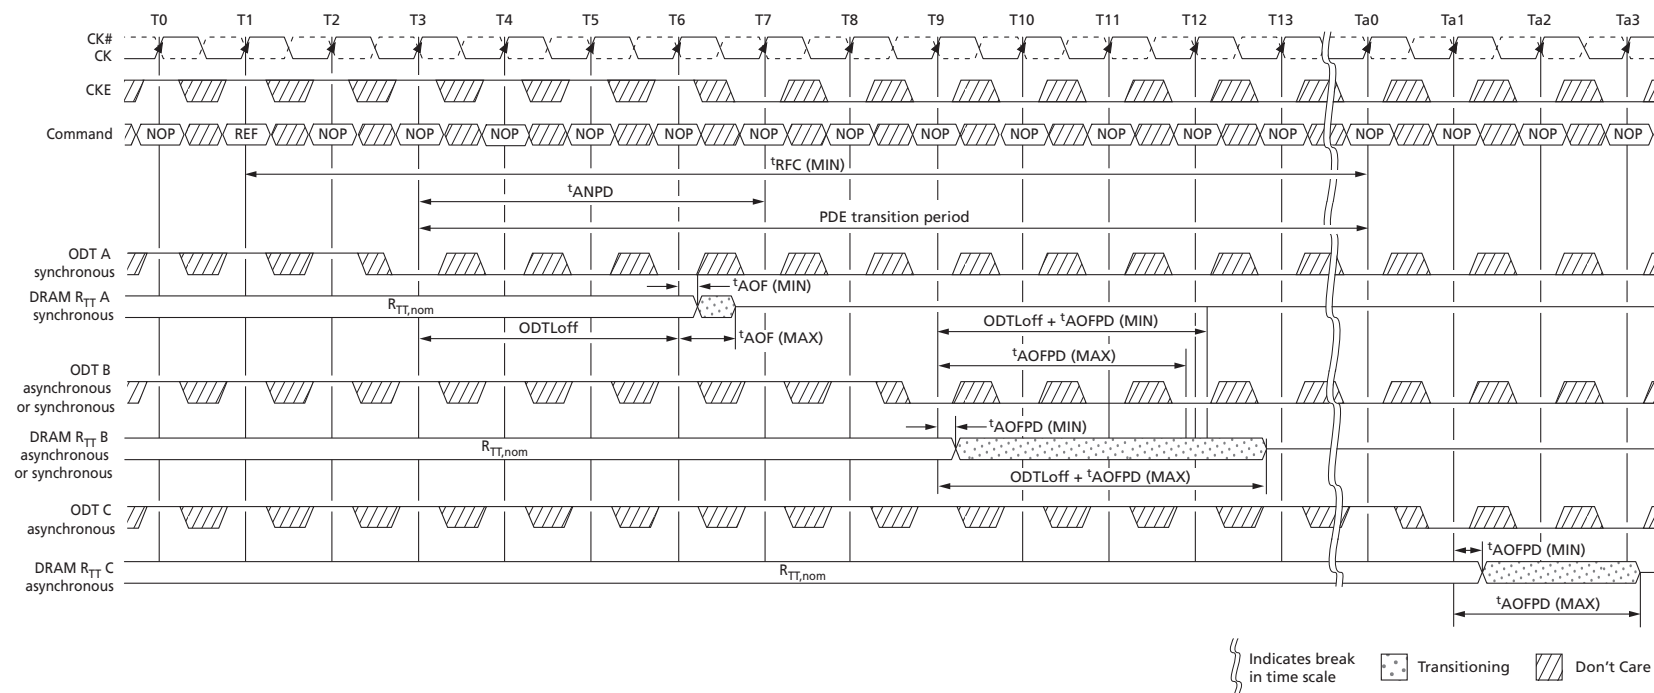 T0 T1 T2 T3 T4 T5 T6 T7 T8 T9 T10 T11 T12 T13 Ta0 Ta1 Ta2 Ta3
CK#
CK
CKE
Command NOP REF NOP NOP NOP NOP NOP NOP NOP NOP NOP NOP NOP NOP NOP NOP NOP NOP
tRFC (MIN)
tANPD
PDE transition period
ODT A
synchronous
tAOF (MIN)
DRAM RTT A
synchronous
RTT,nom
ODTLoff + tAOFPD (MIN)
ODTLoff
tAOF (MAX)
tAOFPD (MAX)
ODT B
asynchronous
or synchronous
tAOFPD (MIN)
DRAM RTT B
asynchronous
or synchronous
RTT,nom
ODTLoff + tAOFPD (MAX)
ODT C
asynchronous
tAOFPD (MIN)
DRAM RTT C
asynchronous
RTT,nom
tAOFPD (MAX)
Indicates break
in time scale
Transitioning
Don't Care